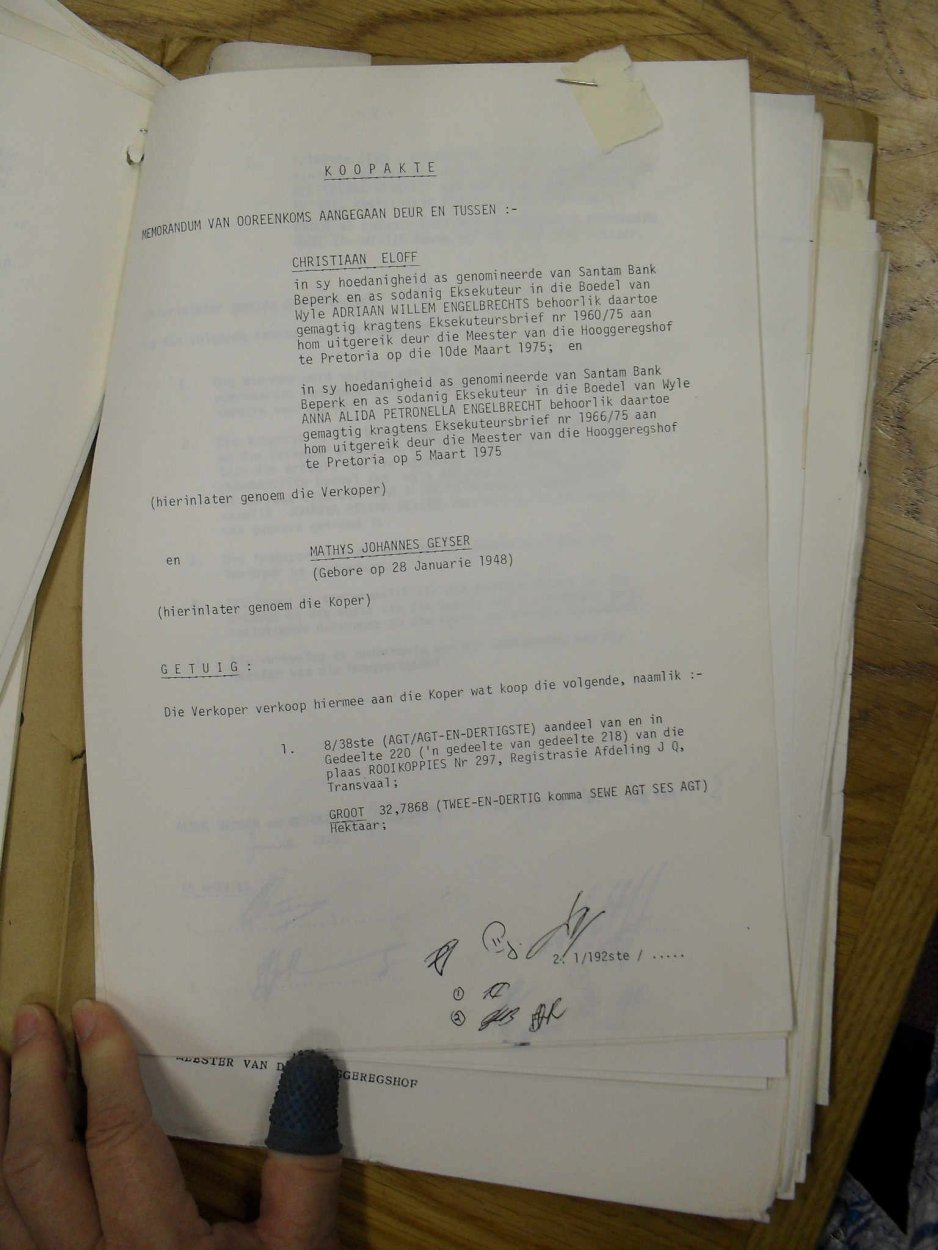 KOOPAKTE
MEMORANDUM VAN OOREENKOMS AANGEGAAN DEUR EN TUSSEN :-
CHRISTIAAN ELOFF
in sy hoedanigheid as genomineerde van Santam Bank
Beperk en as sodanig Eksekuteur in die Boedel van
Wyle ADRIAAN WILLEM ENGELBRECHTS behoorlik daartoe
gemagtig kragtens Eksekuteursbrief nr 1960/75 aan
hom uitgereik deur die Meester van die Hooggeregshof
te Pretoria op die 10de Maart 1975; en
in sy hoedanigheid as genomineerde van Santam Bank
Beperk en as sodanig Eksekuteur in die Boedel van Wyle
ANNA ALIDA PETRONELLA ENGELBRECHT behoorlik daartoe
gemagtig kragtens Eksekuteursbrief nr 1966/75 aan
hom uitgereik deur die Meester van die Hooggeregshof
te Pretoria op 5 Maart 1975
(hierinlater genoem die Verkoper)
en MATHYS JOHANNES GEYSER
(Gebore op 28 Januarie 1948)
(hierinlater genoem die Koper)
GETUIG:
Die Verkoper verkoop hiermee aan die Koper wat koop die volgende, naamlik :-
1. 8/38ste (AGT/AGT-EN-DERTIGSTE) aandeel van en in
Gedeelte 220 ('n gedeelte van gedeelte 218) van die
plaas ROOIKOPPIES Nr 297, Registrasie Afdeling J Q,
Transvaal;
GROOT 32,7868 (TWEE-EN-DERTIG komma SEWE AGT SES AGT)
Hektaar;
2. 1/192ste / .....
1
2
MEESTER VAN D GGEREGSHOF